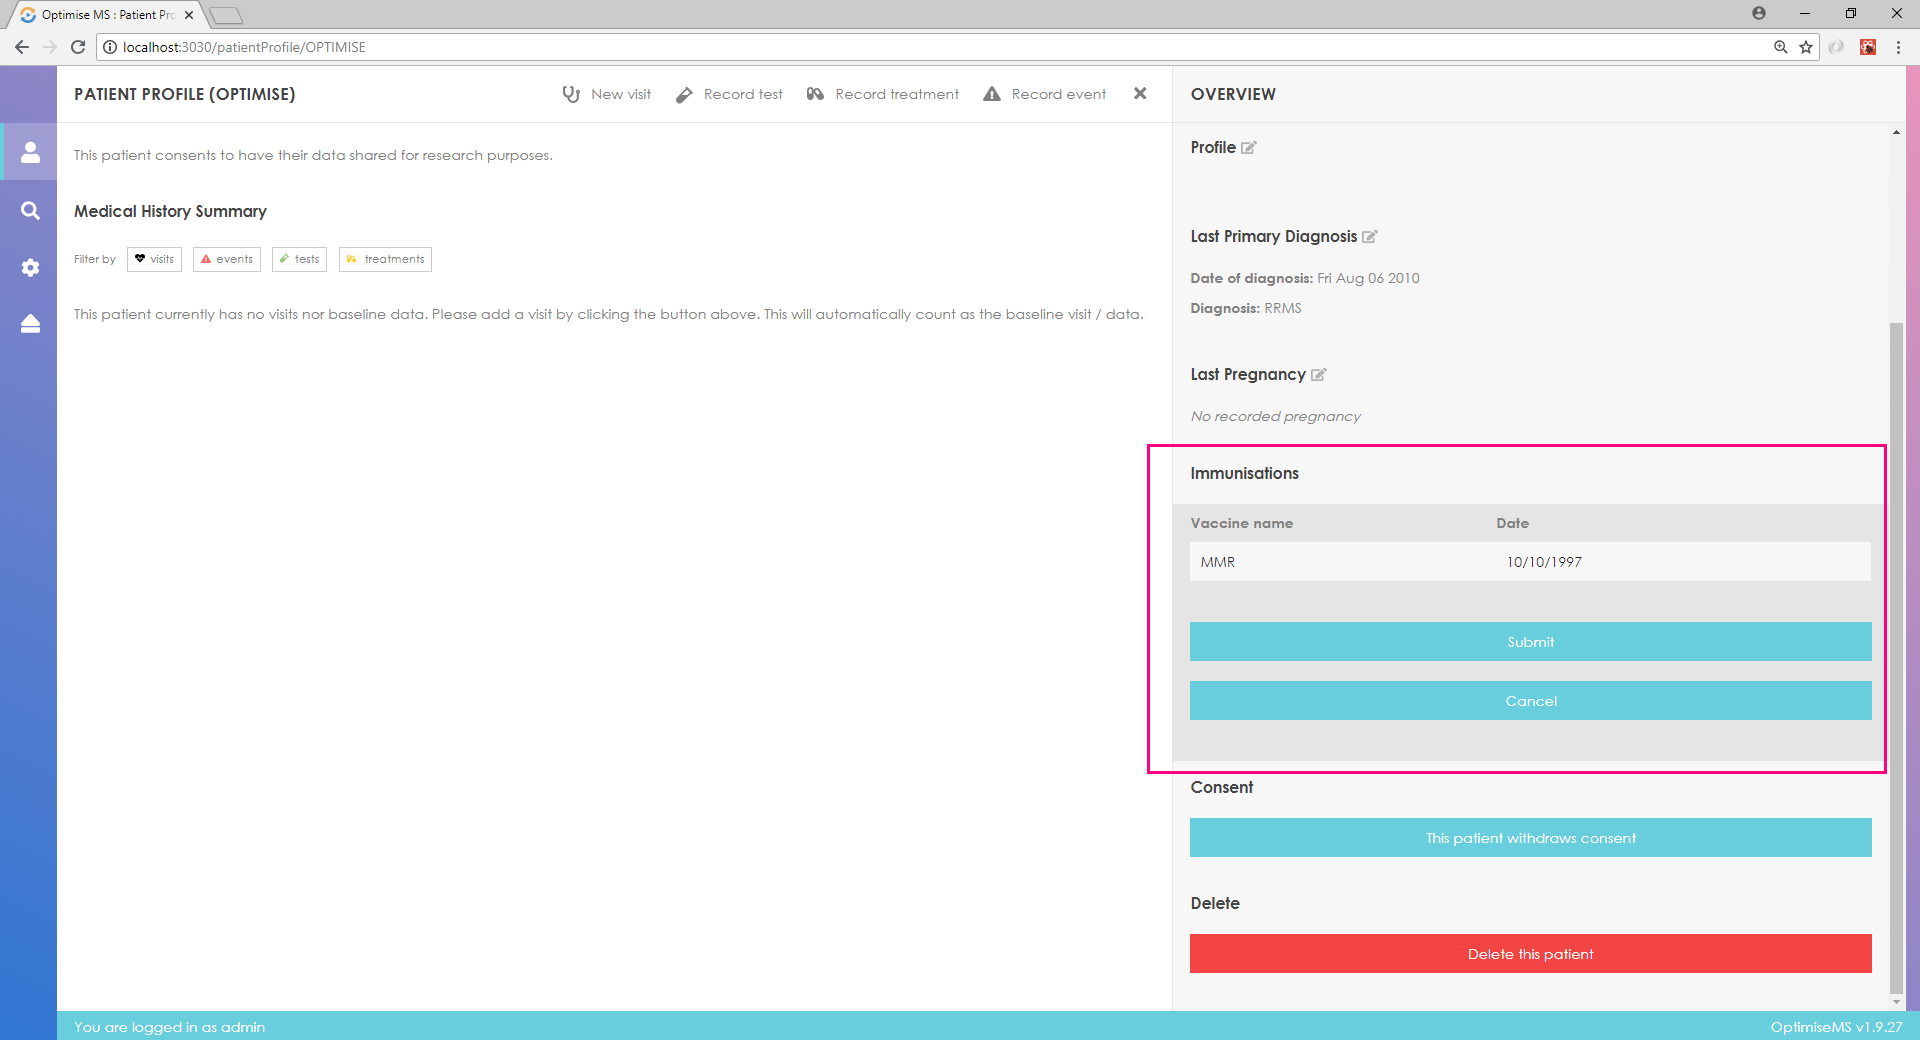 Optimise MS : Patient Pro
localhost:3030/patientProfile/OPTIMISE
PATIENT PROFILE (OPTIMISE)
New visit
Record test
Record treatment
Record event
OVERVIEW
This patient consents to have their data shared for research purposes.
Medical History Summary
Filter by
visits
events
tests
treatments
This patient currently has no visits nor baseline data. Please add a visit by clicking the button above. This will automatically count as the baseline visit / data.
Profile
Last Primary Diagnosis
Date of diagnosis: Fri Aug 06 2010
Diagnosis: RRMS
Last Pregnancy
No recorded pregnancy
Immunisations
Vaccine name Date
MMR 10/10/1997
Submit
Cancel
Consent
This patient withdraws consent
Delete
Delete this patient
You are logged in as admin
OptimiseMS v1.9.27